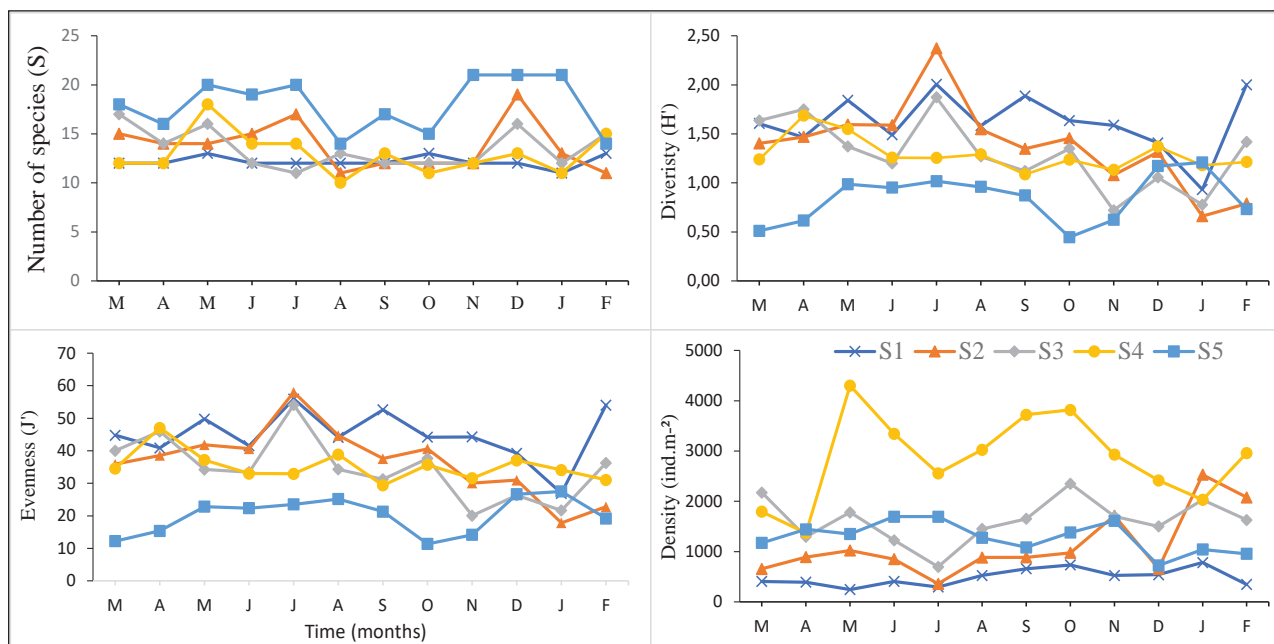 Number of species (S)
25
20
15
10
5
0
M A M J J A S O N D J F
Diveristy (H')
2,50
2,00
1,50
1,00
0,50
0,00
M A M J J A S O N D J F
Evenness (J')
70
60
50
40
30
20
10
0
M A M J J A S O N D J F
Time (months)
Density (ind.m-²)
5000
4000
3000
2000
1000
0
S1 S2 S3 S4 S5
M A M J J A S O N D J F